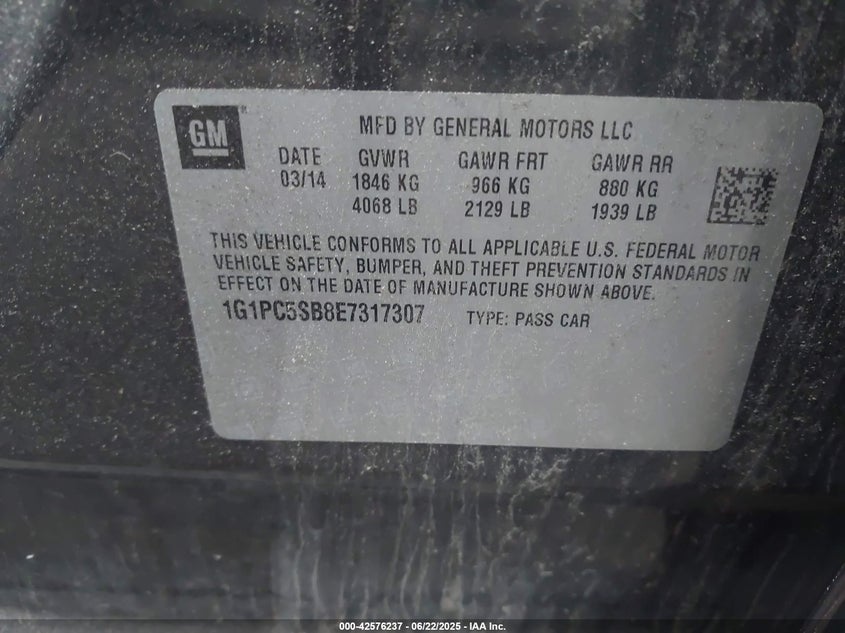 GM
MFD BY GENERAL MOTORS LLC
DATE GVWR GAWR FRT GAWR RR
03/14 1846 KG 966 KG 880 KG
4068 LB 2129 LB 1939 LB
THIS VEHICLE CONFORMS TO ALL APPLICABLE U.S. FEDERAL MOTOR
VEHICLE SAFETY, BUMPER, AND THEFT PREVENTION STANDARDS IN
EFFECT ON THE DATE OF MANUFACTURE SHOWN ABOVE.
1G1PC5SB8E7317307 TYPE: PASS CAR
000-42576237 - 06/22/2025 - IAA Inc.